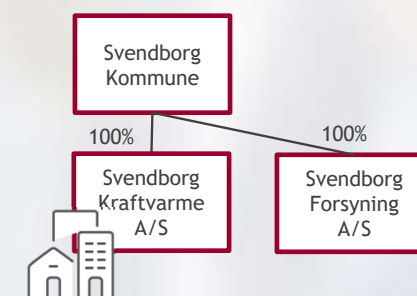 Svendborg
Kommune
100%
100%
Svendborg
Kraftvarme
A/S
Svendborg
Forsyning
A/S